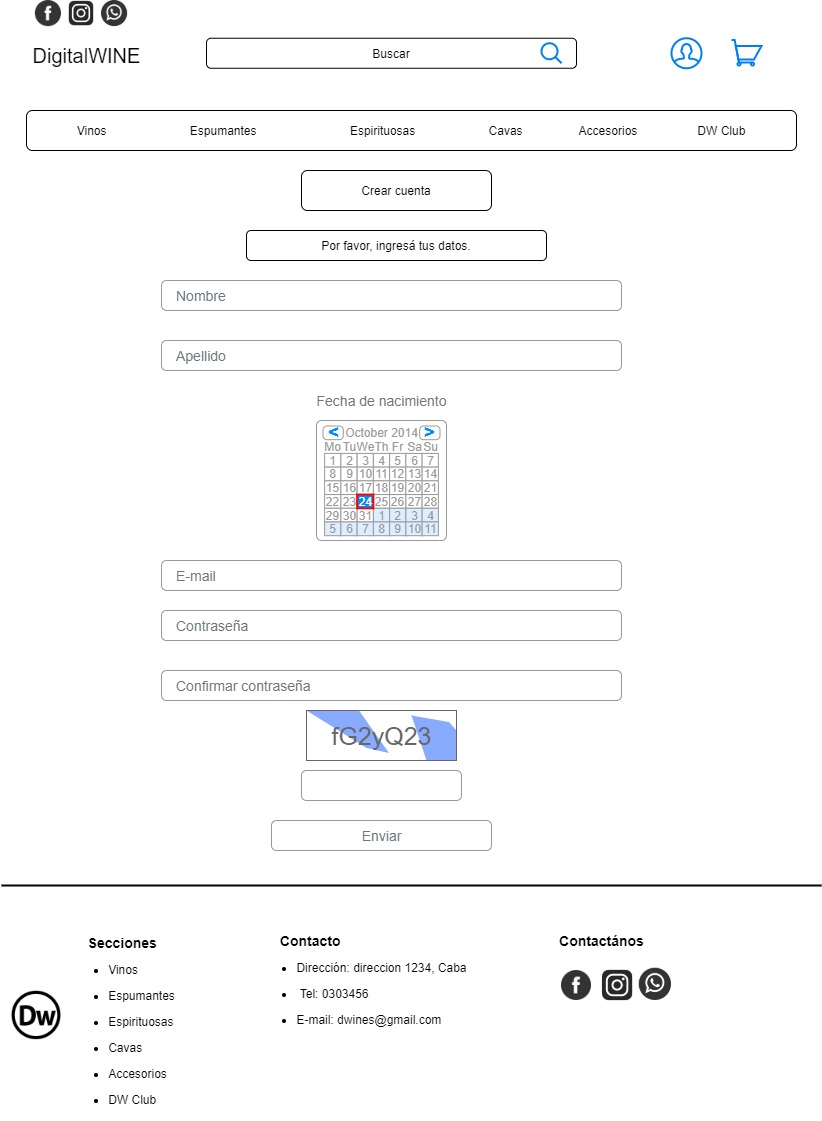 DigitalWINE
Buscar
Vinos Espumantes Espirituosas Cavas Accesorios DW Club
Crear cuenta
Por favor, ingresá tus datos.
Nombre
Apellido
Fecha de nacimiento
< October 2014 >
Mo Tu We Th Fr Sa Su
1 2 3 4 5 6 7
8 9 10 11 12 13 14
15 16 17 18 19 20 21
22 23 24 25 26 27 28
29 30 31 1 2 3 4
5 6 7 8 9 10 11
E-mail
Contraseña
Confirmar contraseña
fG2yQ23
Enviar
Secciones
Vinos
Espumantes
Espirituosas
Cavas
Accesorios
DW Club
Contacto
Dirección: direccion 1234, Caba
Tel: 0303456
E-mail: dwines@gmail.com
Contactános
Dw